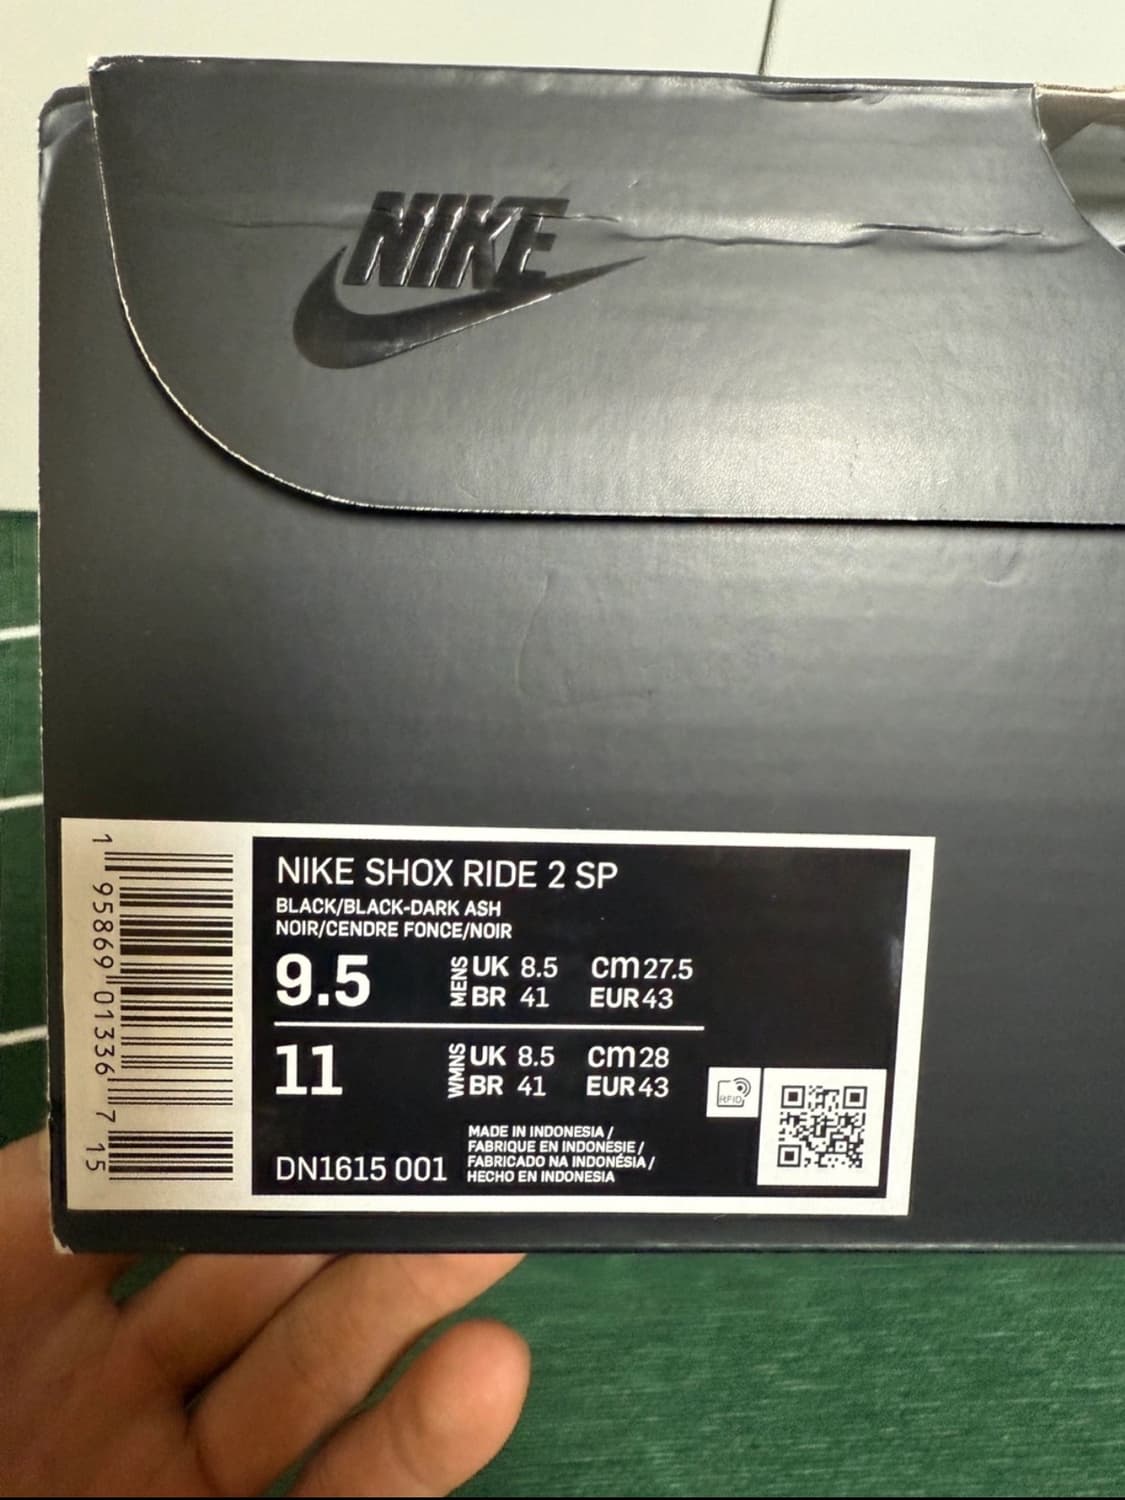 NIKE
NIKE SHOX RIDE 2 SP
BLACK/BLACK-DARK ASH
NOIR/CENDRE FONCE/NOIR
9.5 MENS UK 8.5 CM 27.5
BR 41 EUR 43
11 WMNS UK 8.5 CM 28
BR 41 EUR 43
RFID
MADE IN INDONESIA /
FABRIQUE EN INDONESIE /
FABRICADO NA INDONÉSIA /
HECHO EN INDONESIA
DN1615 001
1 95869 01336 7 15